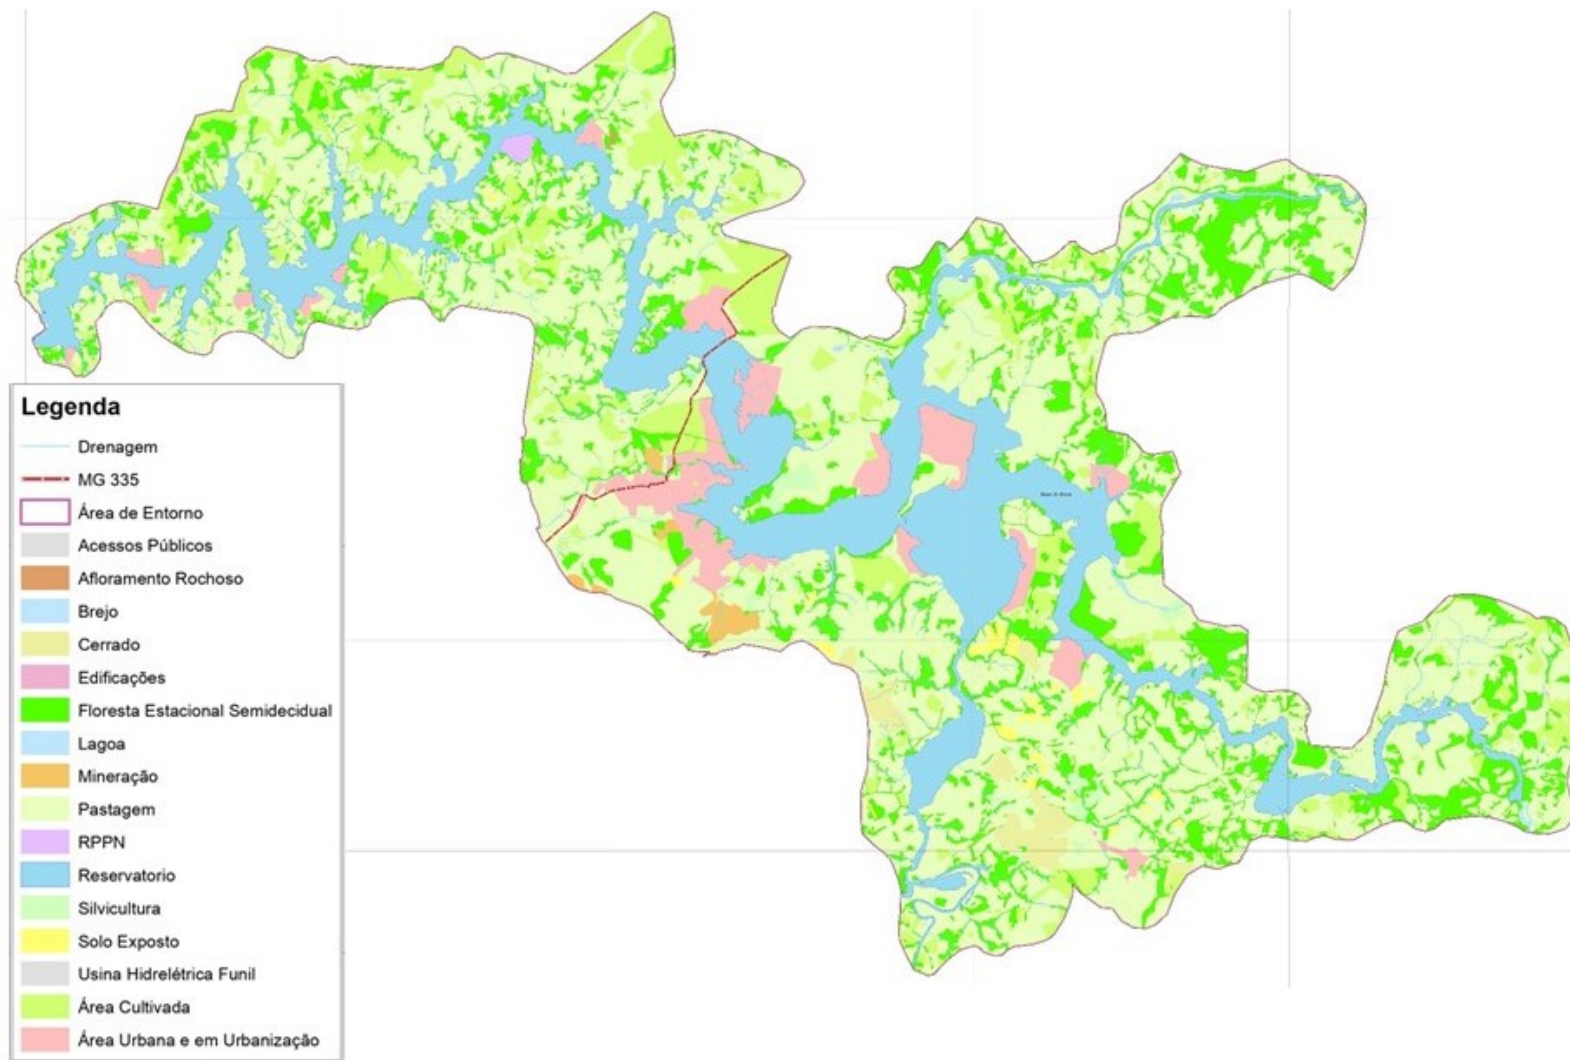 Legenda
Drenagem
MG 335
Área de Entorno
Acessos Públicos
Afloramento Rochoso
Brejo
Cerrado
Edificações
Floresta Estacional Semidecidual
Lagoa
Mineração
Pastagem
RPPN
Reservatorio
Silvicultura
Solo Exposto
Usina Hidrelétrica Funil
Área Cultivada
Área Urbana e em Urbanização